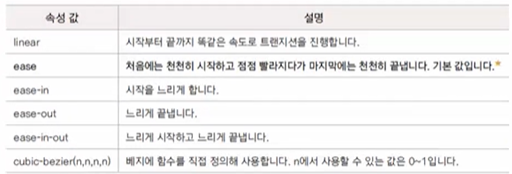 속성 값 설명
linear 시작부터 끝까지 똑같은 속도로 트랜지션을 진행합니다.
ease 처음에는 천천히 시작하고 점점 빨라지다가 마지막에는 천천히 끝냅니다. 기본 값입니다.*
ease-in 시작을 느리게 합니다.
ease-out 느리게 끝냅니다.
ease-in-out 느리게 시작하고 느리게 끝냅니다.
cubic-bezier(n,n,n,n) 베지에 함수를 직접 정의해 사용합니다. n에서 사용할 수 있는 값은 0~1입니다.